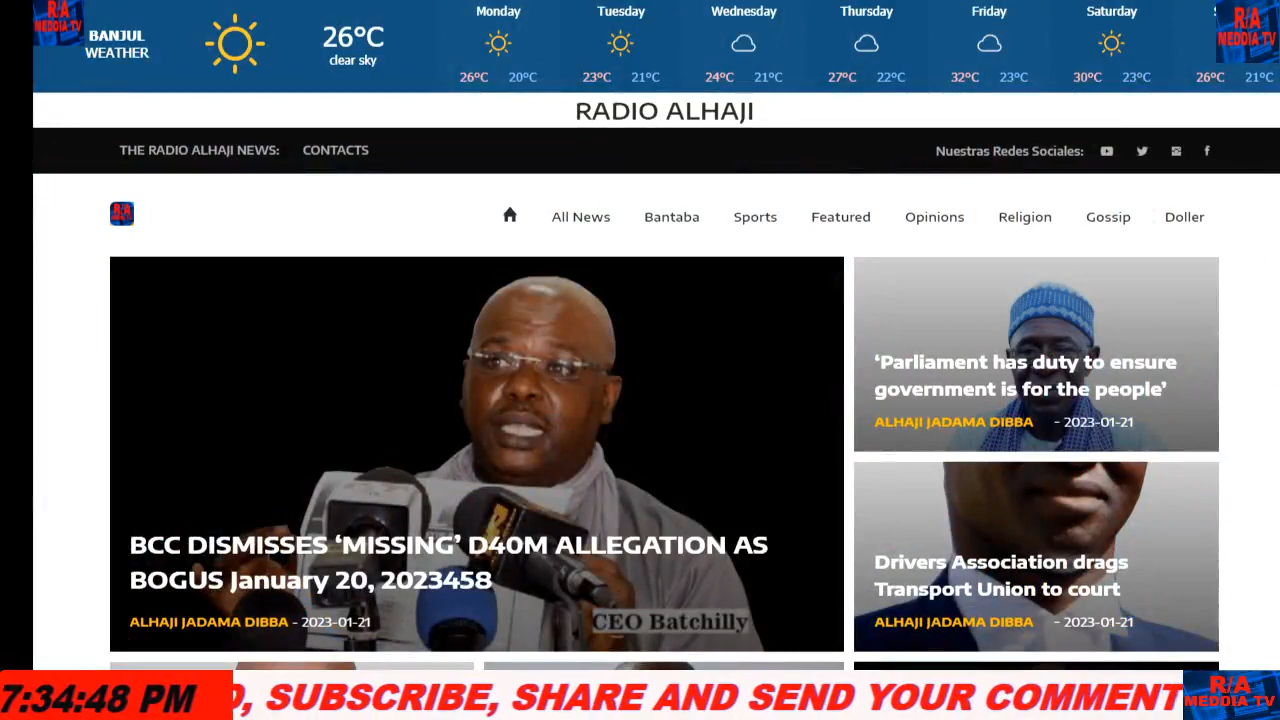 R/A
MEDDIA TV
BANJUL
WEATHER
26°C
clear sky
Monday
26°C 20°C
Tuesday
23°C 21°C
Wednesday
24°C 21°C
Thursday
27°C 22°C
Friday
32°C 23°C
Saturday
30°C 23°C
S
26°C 21°C
R/A
MEDDIA TV
RADIO ALHAJI
THE RADIO ALHAJI NEWS: CONTACTS
Nuestras Redes Sociales:
R/A
All News Bantaba Sports Featured Opinions Religion Gossip Doller
BCC DISMISSES ‘MISSING’ D40M ALLEGATION AS
BOGUS January 20, 2023458
ALHAJI JADAMA DIBBA - 2023-01-21
CEO Batchilly
‘Parliament has duty to ensure
government is for the people’
ALHAJI JADAMA DIBBA - 2023-01-21
Drivers Association drags
Transport Union to court
ALHAJI JADAMA DIBBA - 2023-01-21
7:34:48 PM
, SUBSCRIBE, SHARE AND SEND YOUR COMMENT
R/A
MEDDIA TV